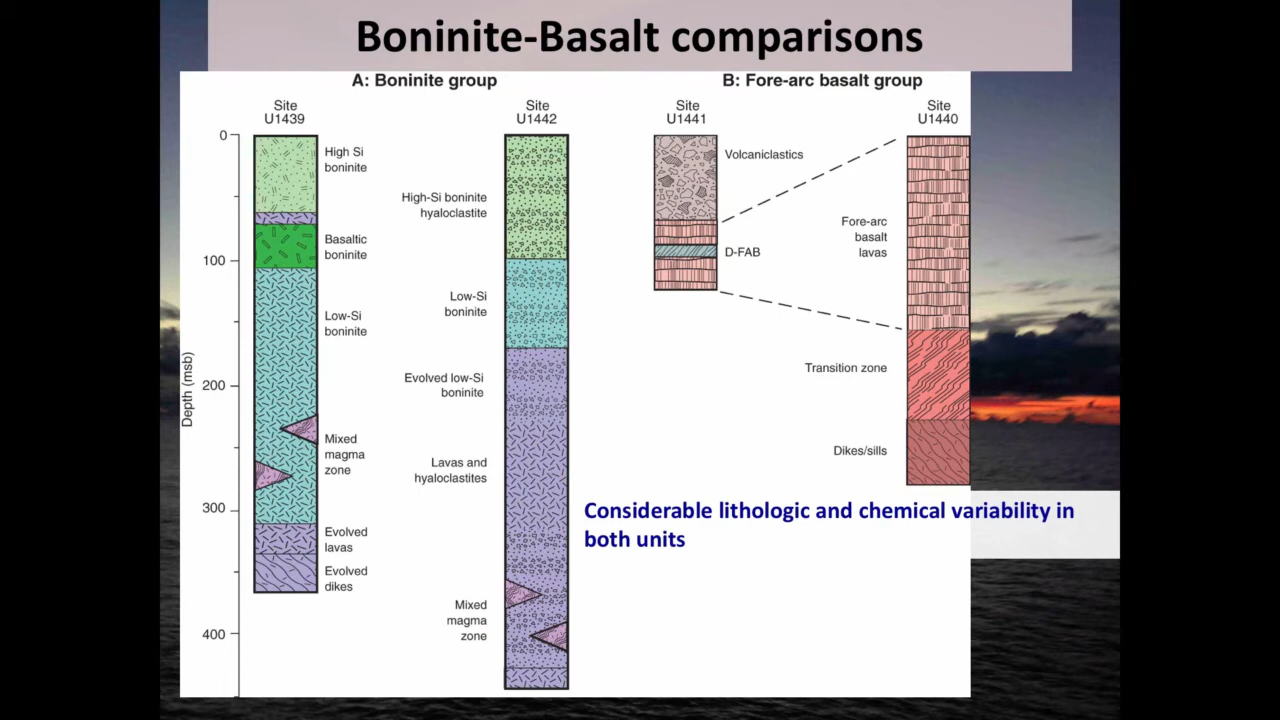 Boninite-Basalt comparisons
A: Boninite group
B: Fore-arc basalt group
Site
U1439
Site
U1442
Site
U1441
Site
U1440
Depth (msb)
0
100
200
300
400
High Si
boninite
Basaltic
boninite
Low-Si
boninite
Mixed
magma
zone
Evolved
lavas
Evolved
dikes
High-Si boninite
hyaloclastite
Low-Si
boninite
Evolved low-Si
boninite
Lavas and
hyaloclastites
Mixed
magma
zone
Volcaniclastics
D-FAB
Fore-arc
basalt
lavas
Transition zone
Dikes/sills
Considerable lithologic and chemical variability in
both units